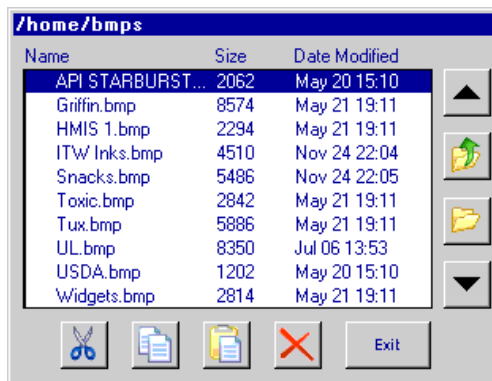 /home/bmps
Name Size Date Modified
API STARBURST... 2062 May 20 15:10
Griffin.bmp 8574 May 21 19:11
HMIS 1.bmp 2294 May 21 19:11
ITW Inks.bmp 4510 Nov 24 22:04
Snacks.bmp 5486 Nov 24 22:05
Toxic.bmp 2842 May 21 19:11
Tux.bmp 5886 May 21 19:11
UL.bmp 8350 Jul 06 13:53
USDA.bmp 1202 May 20 15:10
Widgets.bmp 2814 May 21 19:11
Exit